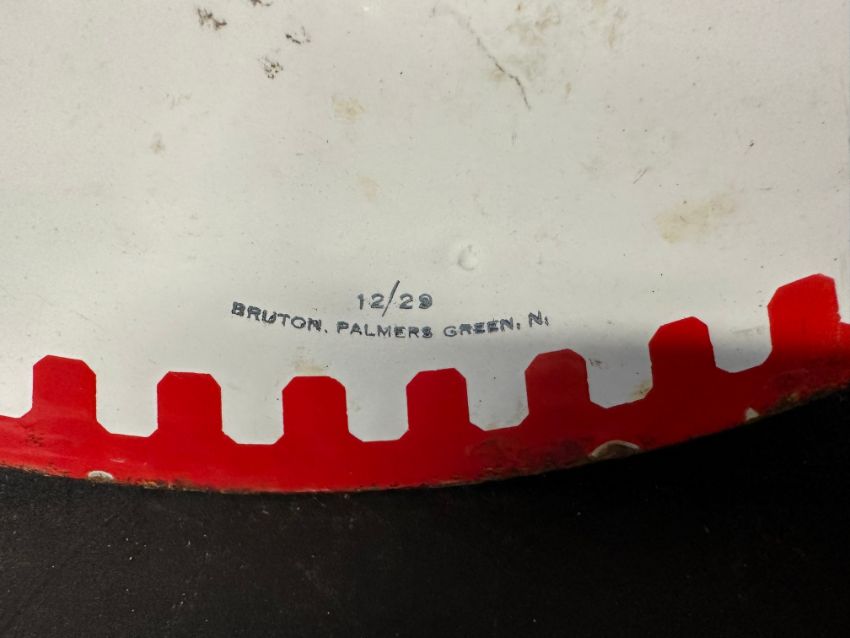 12/29
BRUTON. PALMERS GREEN. N.